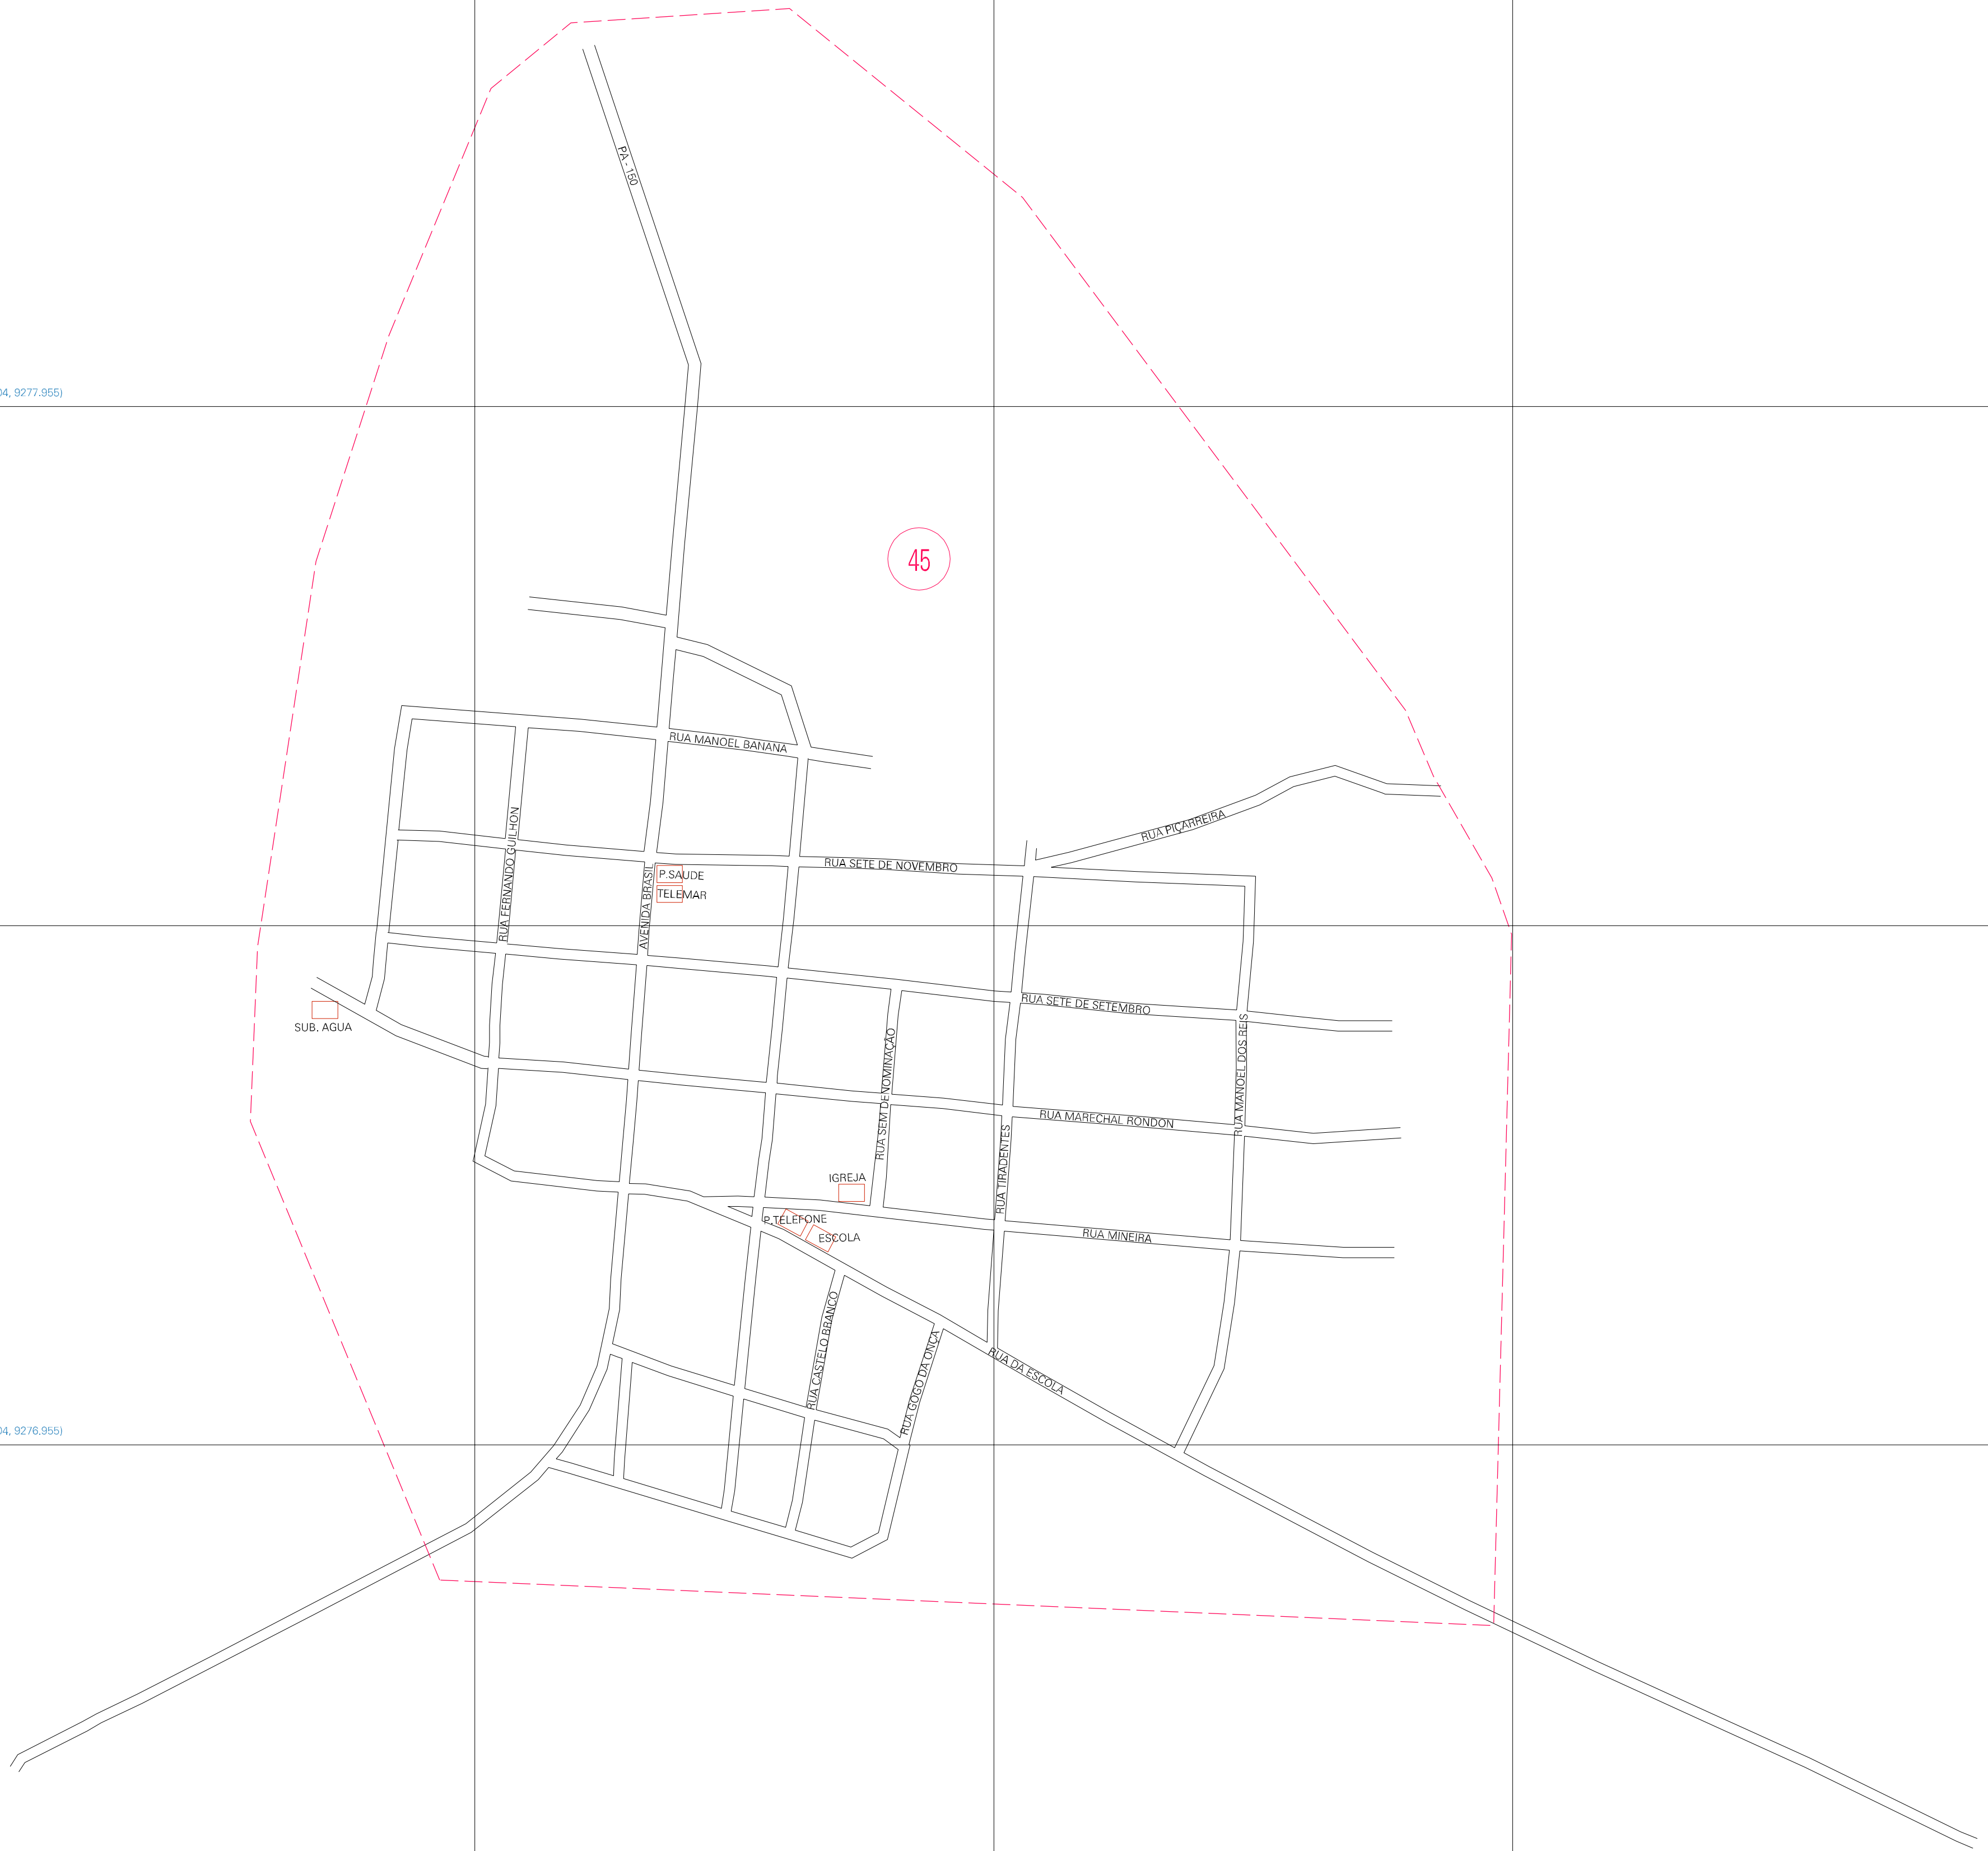 PA - 150
04, 9277.955)
45
RUA MANOEL BANANA
RUA PIÇARREIRA
RUA FERNANDO GUILHON
RUA SETE DE NOVEMBRO
P.SAUDE
TELEMAR
AVENIDA BRASIL
RUA SETE DE SETEMBRO
SUB. AGUA
RUA SEM DENOMINAÇÃO
RUA MANOEL DOS REIS
RUA MARECHAL RONDON
RUA TIRADENTES
IGREJA
P.TELEFONE
ESCOLA
RUA MINEIRA
RUA CASTELO BRANCO
RUA GOGO DA ONÇA
RUA DA ESCOLA
04, 9276.955)